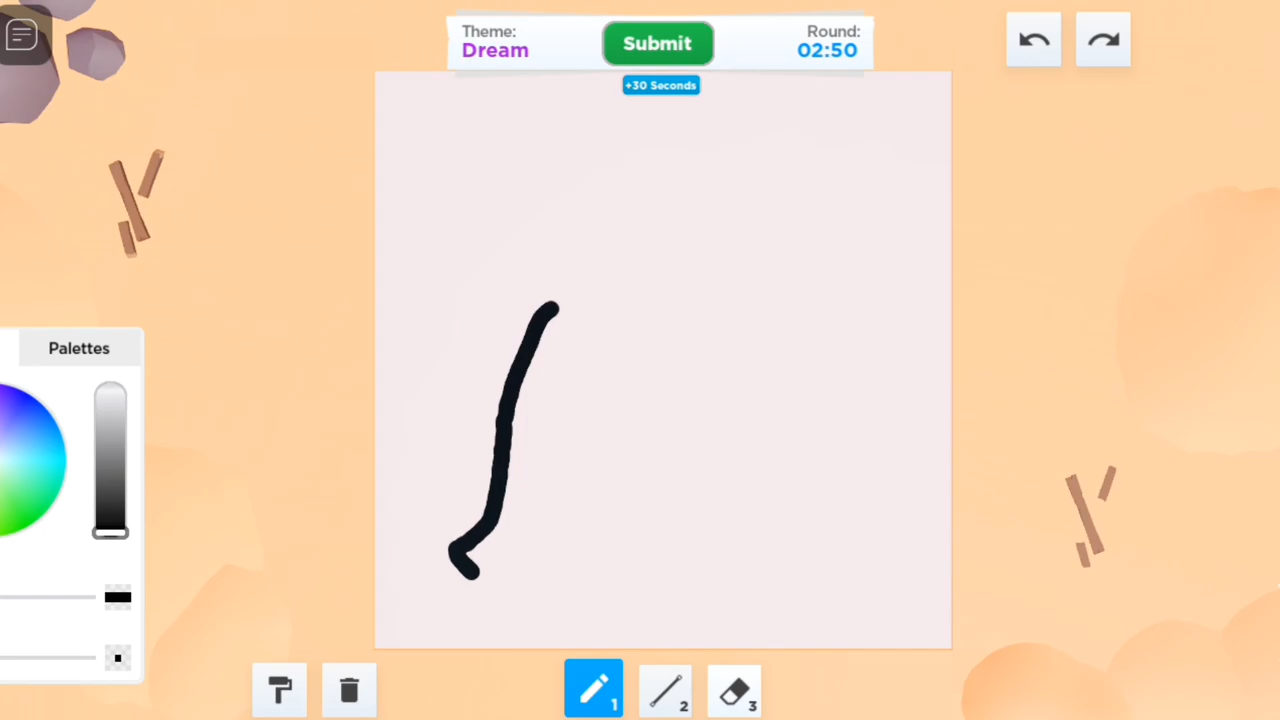 Theme:
Dream
Submit
Round:
02:50
+30 Seconds
Palettes
1
2
3